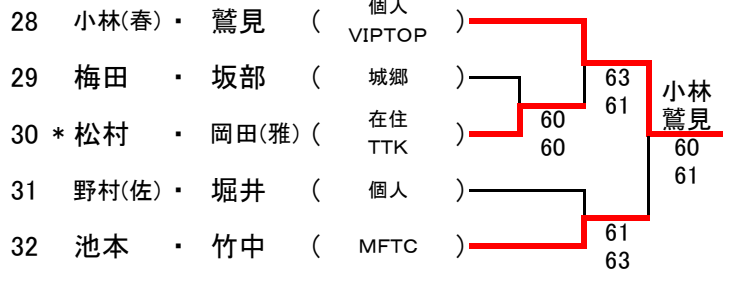 28 小林(春)・ 鷲見 ( 個人 VIPTOP )
29 梅田 ・ 坂部 ( 城郷 )
63
61
小林
鷲見
60
61
30 * 松村 ・ 岡田(雅) ( 在住 TTK )
60
60
31 野村(佐)・ 堀井 ( 個人 )
32 池本 ・ 竹中 ( MFTC )
61
63